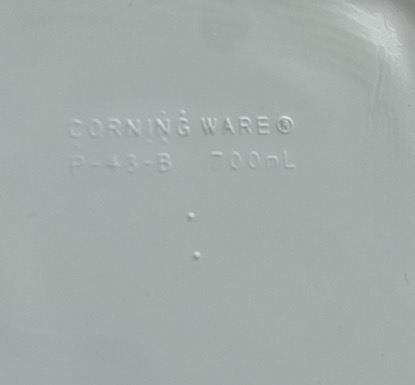 CORNING WARE®
P-43-B 700mL